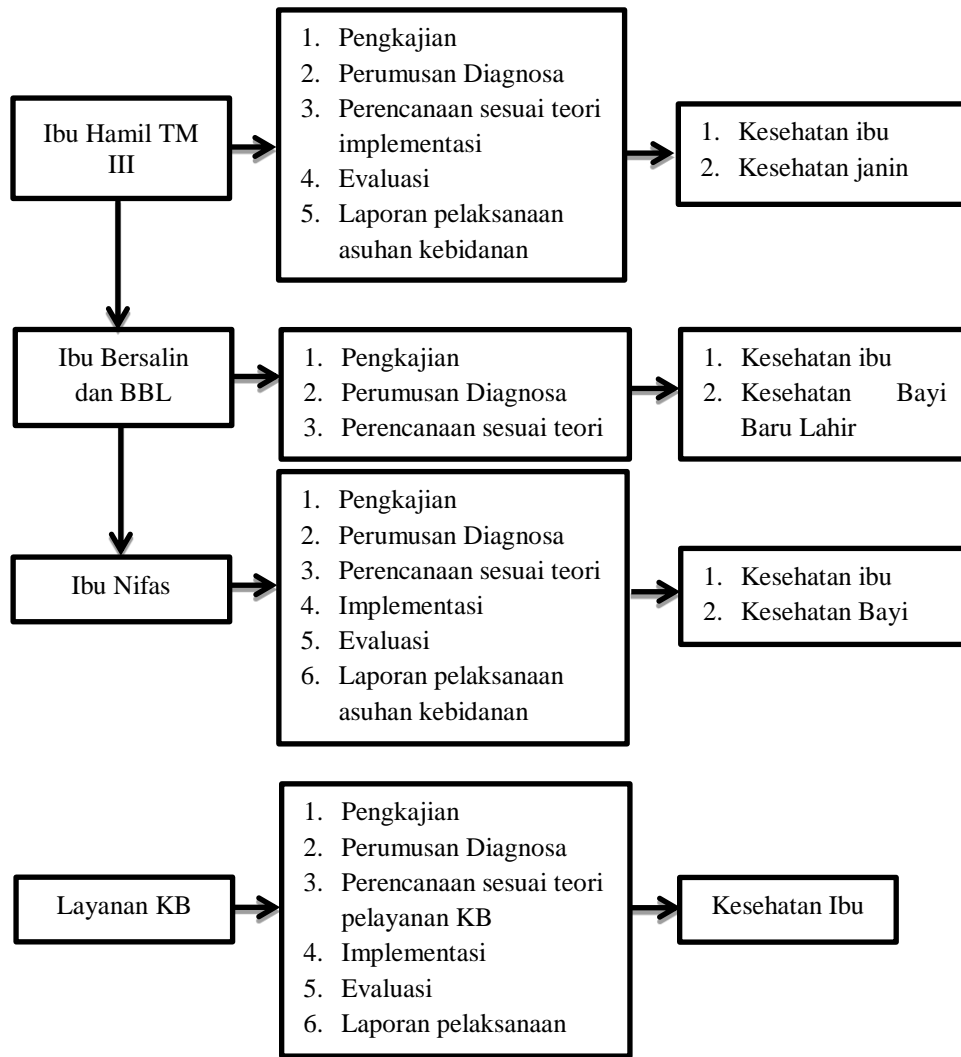 Ibu Hamil TM
III
1. Pengkajian
2. Perumusan Diagnosa
3. Perencanaan sesuai teori
implementasi
4. Evaluasi
5. Laporan pelaksanaan
asuhan kebidanan
1. Kesehatan ibu
2. Kesehatan janin
Ibu Bersalin
dan BBL
1. Pengkajian
2. Perumusan Diagnosa
3. Perencanaan sesuai teori
1. Kesehatan ibu
2. Kesehatan Bayi
Baru Lahir
Ibu Nifas
1. Pengkajian
2. Perumusan Diagnosa
3. Perencanaan sesuai teori
4. Implementasi
5. Evaluasi
6. Laporan pelaksanaan
asuhan kebidanan
1. Kesehatan ibu
2. Kesehatan Bayi
Layanan KB
1. Pengkajian
2. Perumusan Diagnosa
3. Perencanaan sesuai teori
pelayanan KB
4. Implementasi
5. Evaluasi
6. Laporan pelaksanaan
Kesehatan Ibu